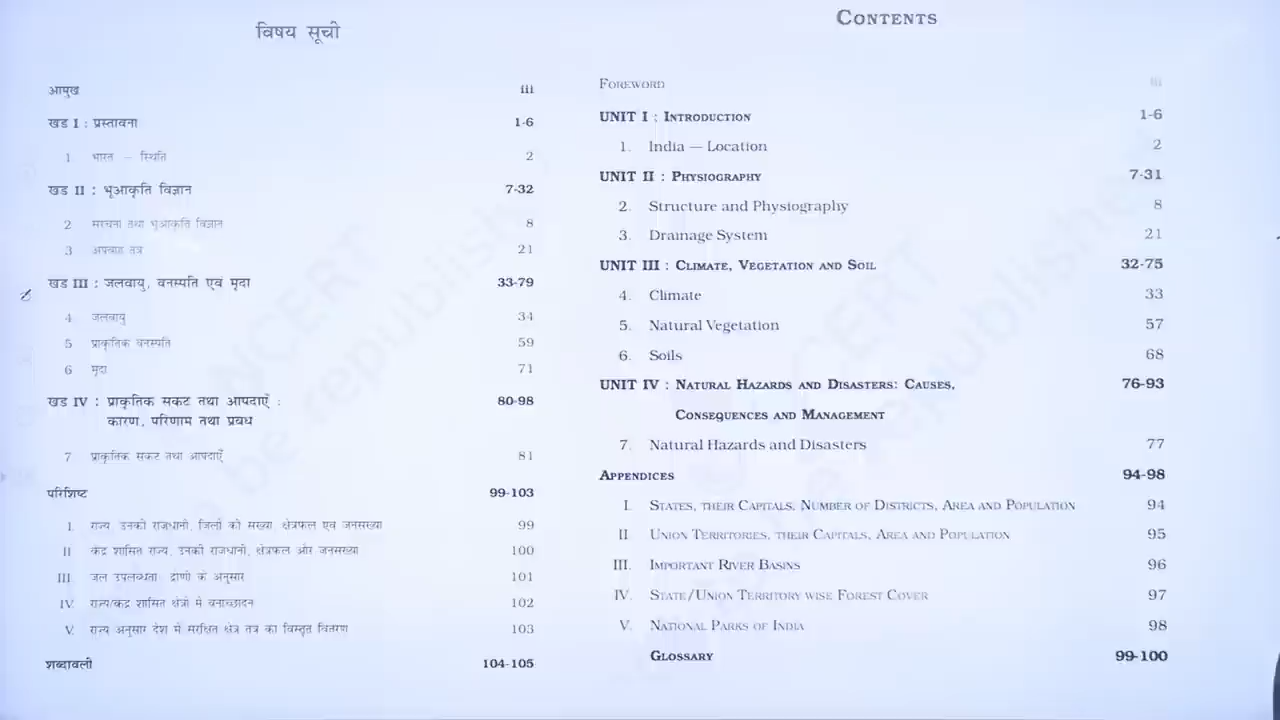 विषय सूची
आमुख iii
खंड I : प्रस्तावना 1-6
1 भारत — स्थिति 2
खंड II : भूआकृति विज्ञान 7-32
2 संरचना तथा भूआकृति विज्ञान 8
3 अपवाह तंत्र 21
खंड III : जलवायु, वनस्पति एवं मृदा 33-79
4 जलवायु 34
5 प्राकृतिक वनस्पति 59
6 मृदा 71
खंड IV : प्राकृतिक संकट तथा आपदाएँ :
कारण, परिणाम तथा प्रबंध 80-98
7 प्राकृतिक संकट तथा आपदाएँ 81
परिशिष्ट 99-103
I. राज्य, उनकी राजधानी, जिलों की संख्या, क्षेत्रफल एवं जनसंख्या 99
II केंद्र शासित राज्य, उनकी राजधानी, क्षेत्रफल और जनसंख्या 100
III जल उपलब्धता द्रोणी के अनुसार 101
IV. राज्य/केंद्र शासित क्षेत्रों में वनाच्छादन 102
V. राज्य अनुसार देश में संरक्षित क्षेत्र तंत्र का विस्तृत वितरण 103
शब्दावली 104-105
CONTENTS
FOREWORD iii
UNIT I : INTRODUCTION 1-6
1. India — Location 2
UNIT II : PHYSIOGRAPHY 7-31
2. Structure and Physiography 8
3. Drainage System 21
UNIT III : CLIMATE, VEGETATION AND SOIL 32-75
4. Climate 33
5. Natural Vegetation 57
6. Soils 68
UNIT IV : NATURAL HAZARDS AND DISASTERS: CAUSES, 76-93
CONSEQUENCES AND MANAGEMENT
7. Natural Hazards and Disasters 77
APPENDICES 94-98
I. STATES, THEIR CAPITALS, NUMBER OF DISTRICTS, AREA AND POPULATION 94
II. UNION TERRITORIES, THEIR CAPITALS, AREA AND POPULATION 95
III. IMPORTANT RIVER BASINS 96
IV. STATE/UNION TERRITORY WISE FOREST COVER 97
V. NATIONAL PARKS OF INDIA 98
GLOSSARY 99-100